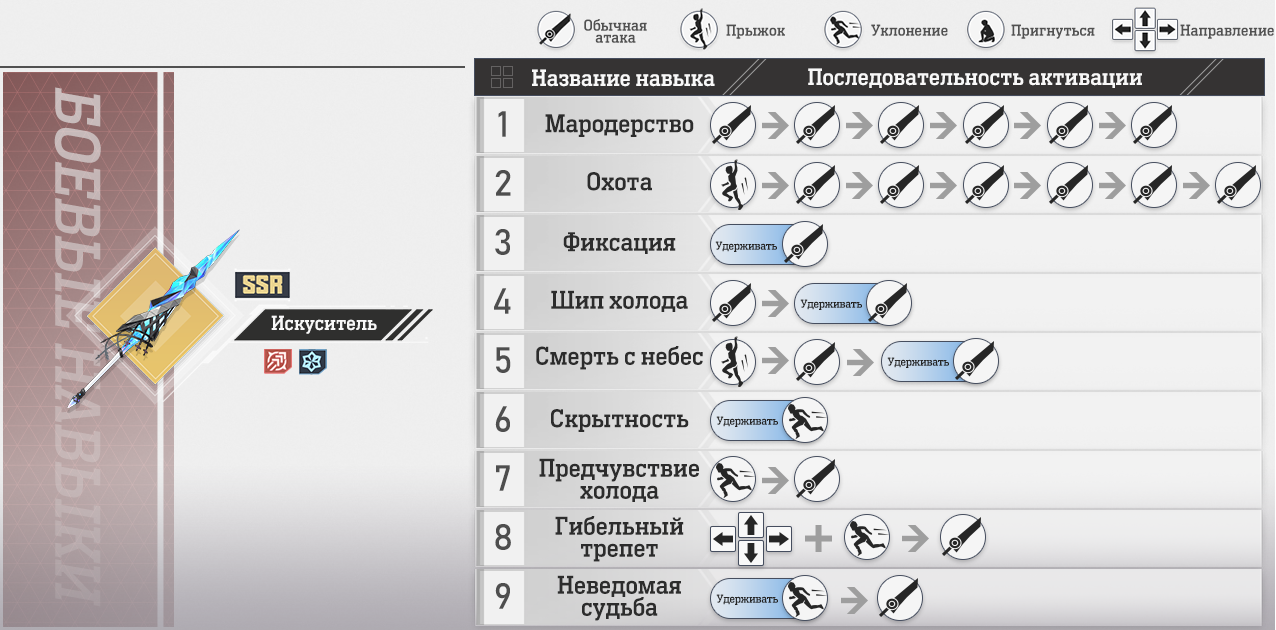 Обычная
атака
Прыжок
Уклонение
Пригнуться
Направление
Название навыка
Последовательность активации
БОЕВЫЕ НАВЫКИ
SSR
Искуситель
1 Мародерство
2 Охота
3 Фиксация Удерживать
4 Шип холода Удерживать
5 Смерть с небес Удерживать
6 Скрытность Удерживать
7 Предчувствие
холода
8 Гибельный
трепет
9 Неведомая
судьба Удерживать